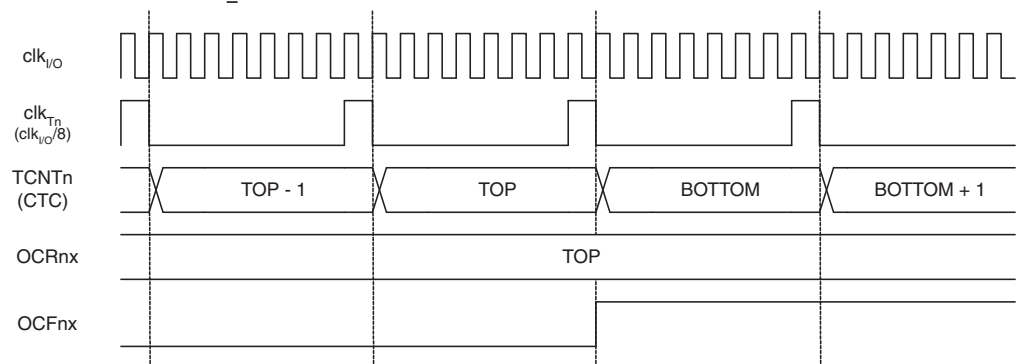 clkI/O
clkTn
(clkI/O/8)
TCNTn
(CTC)
TOP - 1
TOP
BOTTOM
BOTTOM + 1
OCRnx
TOP
OCFnx